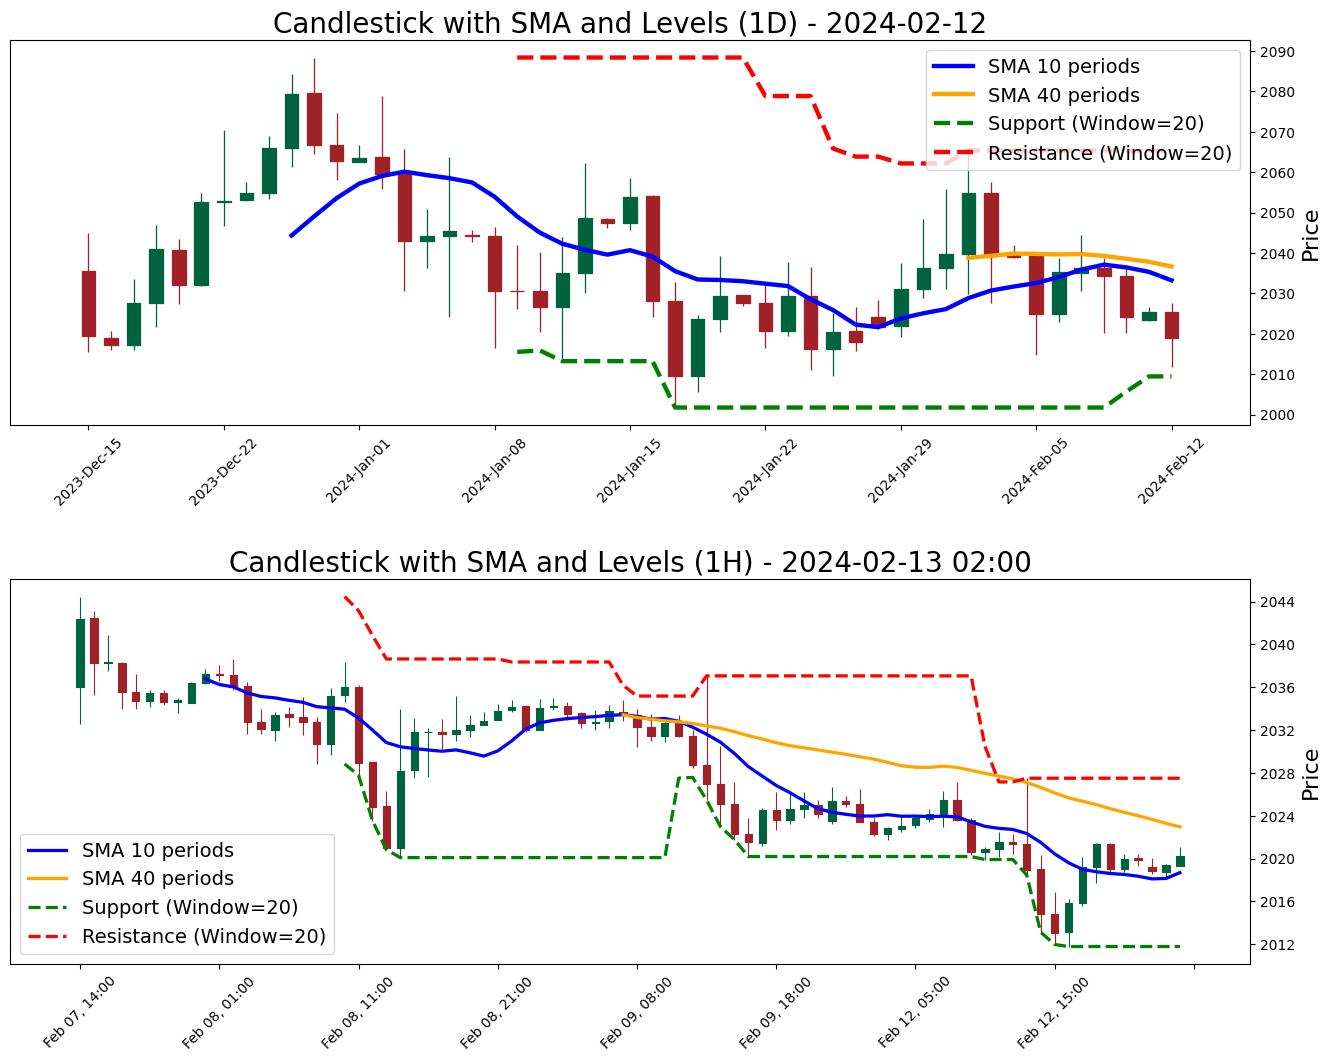 Candlestick with SMA and Levels (1D) - 2024-02-12
SMA 10 periods
SMA 40 periods
Support (Window=20)
Resistance (Window=20)
2090
2080
2070
2060
2050
2040
2030
2020
2010
2000
Price
2023-Dec-15
2023-Dec-22
2024-Jan-01
2024-Jan-08
2024-Jan-15
2024-Jan-22
2024-Jan-29
2024-Feb-05
2024-Feb-12
Candlestick with SMA and Levels (1H) - 2024-02-13 02:00
2044
2040
2036
2032
2028
2024
2020
2016
2012
Price
SMA 10 periods
SMA 40 periods
Support (Window=20)
Resistance (Window=20)
Feb 07, 14:00
Feb 08, 01:00
Feb 08, 11:00
Feb 08, 21:00
Feb 09, 08:00
Feb 09, 18:00
Feb 12, 05:00
Feb 12, 15:00